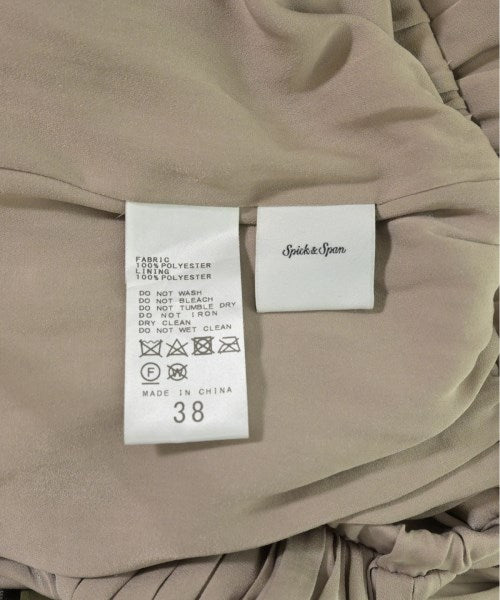 FABRIC
100% POLYESTER
LINING
100% POLYESTER
DO NOT WASH
DO NOT BLEACH
DO NOT TUMBLE DRY
DO NOT IRON
DRY CLEAN
DO NOT WET CLEAN
F W
MADE IN CHINA
38
Spick & Span